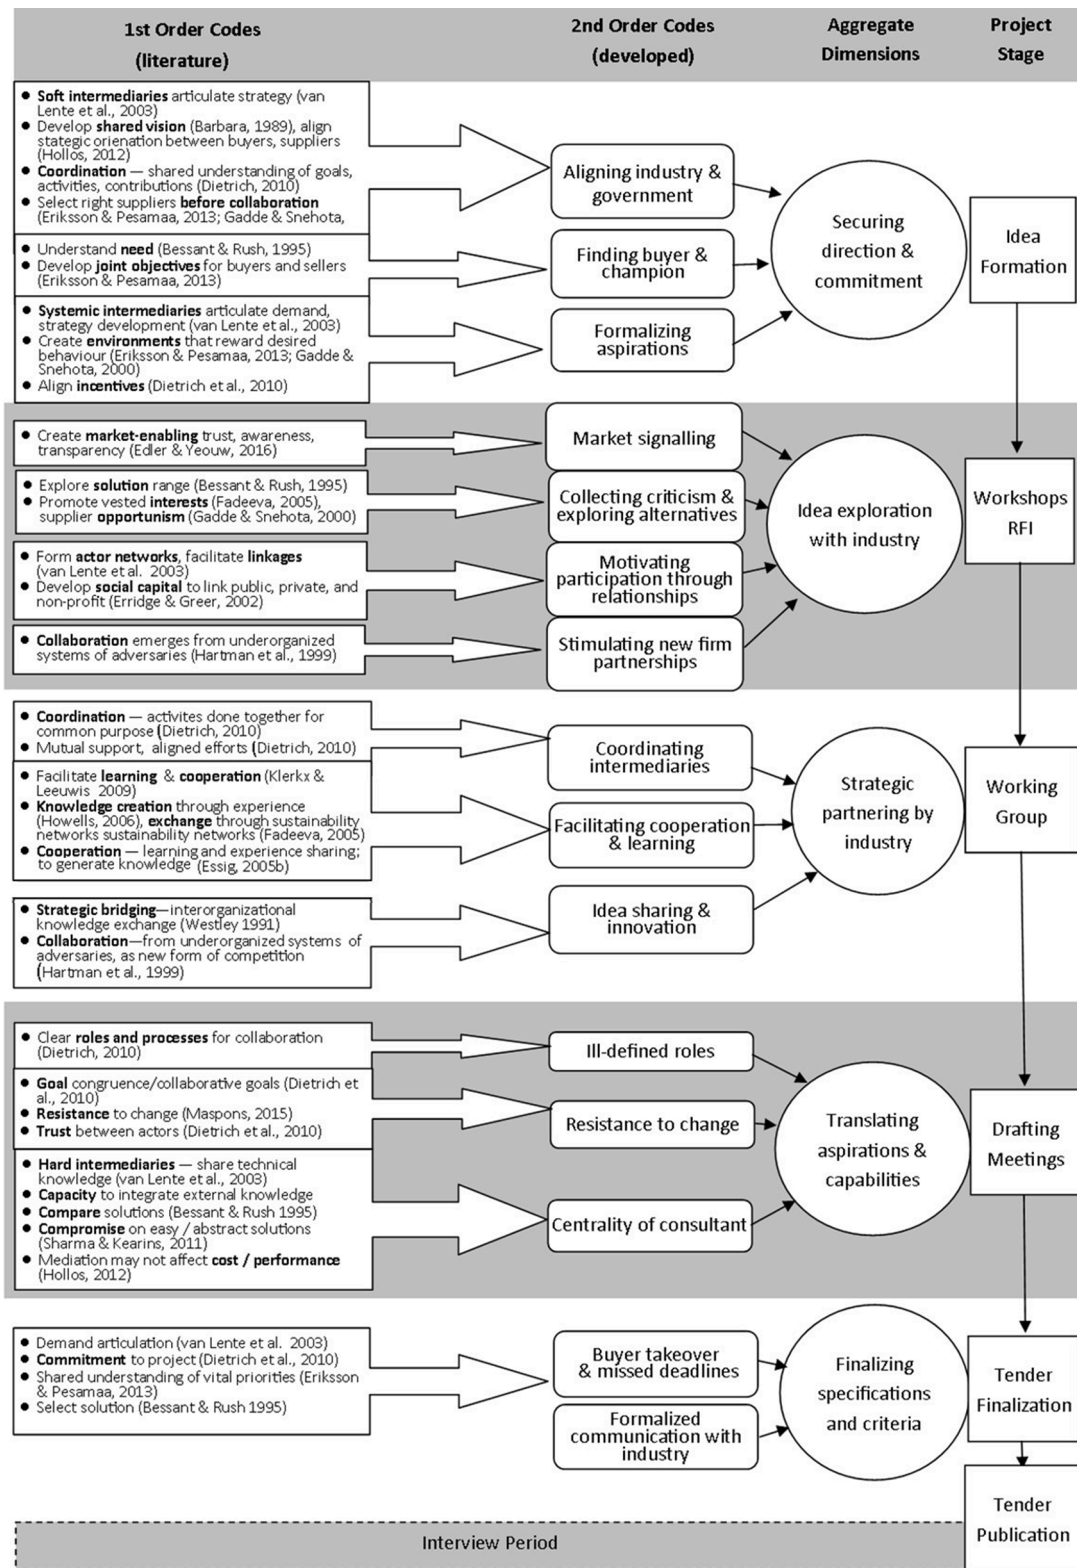 1st Order Codes
(literature)
2nd Order Codes
(developed)
Aggregate
Dimensions
Project
Stage
● Soft intermediaries articulate strategy (van
Lente et al., 2003)
● Develop shared vision (Barbara, 1989), align
stategic orienation between buyers, suppliers
(Hollos, 2012)
● Coordination — shared understanding of goals,
activities, contributions (Dietrich, 2010)
● Select right suppliers before collaboration
(Eriksson & Pesamaa, 2013; Gadde & Snehota,
● Understand need (Bessant & Rush, 1995)
● Develop joint objectives for buyers and sellers
(Eriksson & Pesamaa, 2013)
● Systemic intermediaries articulate demand,
strategy development (van Lente et al., 2003)
● Create environments that reward desired
behaviour (Eriksson & Pesamaa, 2013; Gadde &
Snehota, 2000)
● Align incentives (Dietrich et al., 2010)
Aligning industry &
government
Finding buyer &
champion
Formalizing
aspirations
Securing
direction &
commitment
Idea
Formation
● Create market-enabling trust, awareness,
transparency (Edler & Yeouw, 2016)
● Explore solution range (Bessant & Rush, 1995)
● Promote vested interests (Fadeeva, 2005),
supplier opportunism (Gadde & Snehota, 2000)
● Form actor networks, facilitate linkages
(van Lente et al. 2003)
● Develop social capital to link public, private, and
non-profit (Erridge & Greer, 2002)
● Collaboration emerges from underorganized
systems of adversaries (Hartman et al., 1999)
Market signalling
Collecting criticism &
exploring alternatives
Motivating
participation through
relationships
Stimulating new firm
partnerships
Idea exploration
with industry
Workshops
RFI
● Coordination — activites done together for
common purpose (Dietrich, 2010)
● Mutual support, aligned efforts (Dietrich, 2010)
● Facilitate learning & cooperation (Klerkx &
Leeuwis 2009)
● Knowledge creation through experience
(Howells, 2006), exchange through sustainability
networks sustainability networks (Fadeeva, 2005)
● Cooperation — learning and experience sharing;
to generate knowledge (Essig, 2005b)
● Strategic bridging—interorganizational
knowledge exchange (Westley 1991)
● Collaboration—from underorganized systems of
adversaries, as new form of competition
(Hartman et al., 1999)
Coordinating
intermediaries
Facilitating cooperation
& learning
Idea sharing &
innovation
Strategic
partnering by
industry
Working
Group
● Clear roles and processes for collaboration
(Dietrich, 2010)
● Goal congruence/collaborative goals (Dietrich et
al., 2010)
● Resistance to change (Maspons, 2015)
● Trust between actors (Dietrich et al., 2010)
● Hard intermediaries — share technical
knowledge (van Lente et al., 2003)
● Capacity to integrate external knowledge
● Compare solutions (Bessant & Rush 1995)
● Compromise on easy / abstract solutions
(Sharma & Kearins, 2011)
● Mediation may not affect cost / performance
(Hollos, 2012)
Ill-defined roles
Resistance to change
Centrality of consultant
Translating
aspirations &
capabilities
Drafting
Meetings
● Demand articulation (van Lente et al. 2003)
● Commitment to project (Dietrich et al., 2010)
● Shared understanding of vital priorities (Eriksson
& Pesamaa, 2013)
● Select solution (Bessant & Rush 1995)
Buyer takeover
& missed deadlines
Formalized
communication with
industry
Finalizing
specifications
and criteria
Tender
Finalization
Tender
Publication
Interview Period